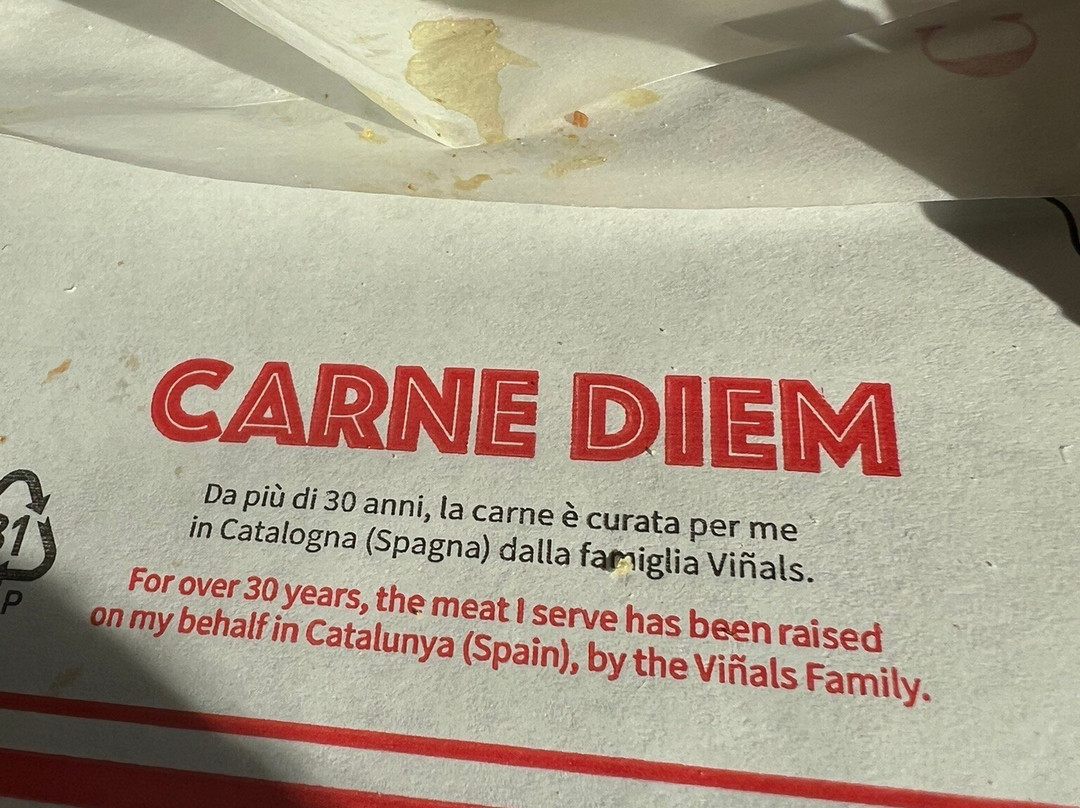 CARNE DIEM
Da più di 30 anni, la carne è curata per me
in Catalogna (Spagna) dalla famiglia Viñals.
For over 30 years, the meat I serve has been raised
on my behalf in Catalunya (Spain), by the Viñals Family.
81
P